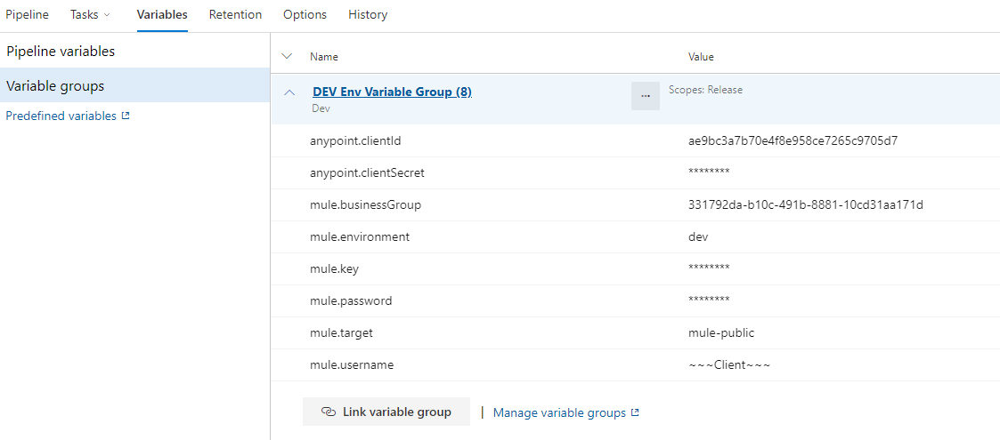 Pipeline Tasks Variables Retention Options History
Pipeline variables
Variable groups
Predefined variables
Name Value
DEV Env Variable Group (8) ... Scopes: Release
Dev
anypoint.clientId ae9bc3a7b70e4f8e958ce7265c9705d7
anypoint.clientSecret ********
mule.businessGroup 331792da-b10c-491b-8881-10cd31aa171d
mule.environment dev
mule.key ********
mule.password ********
mule.target mule-public
mule.username ~~~Client~~~
Link variable group | Manage variable groups